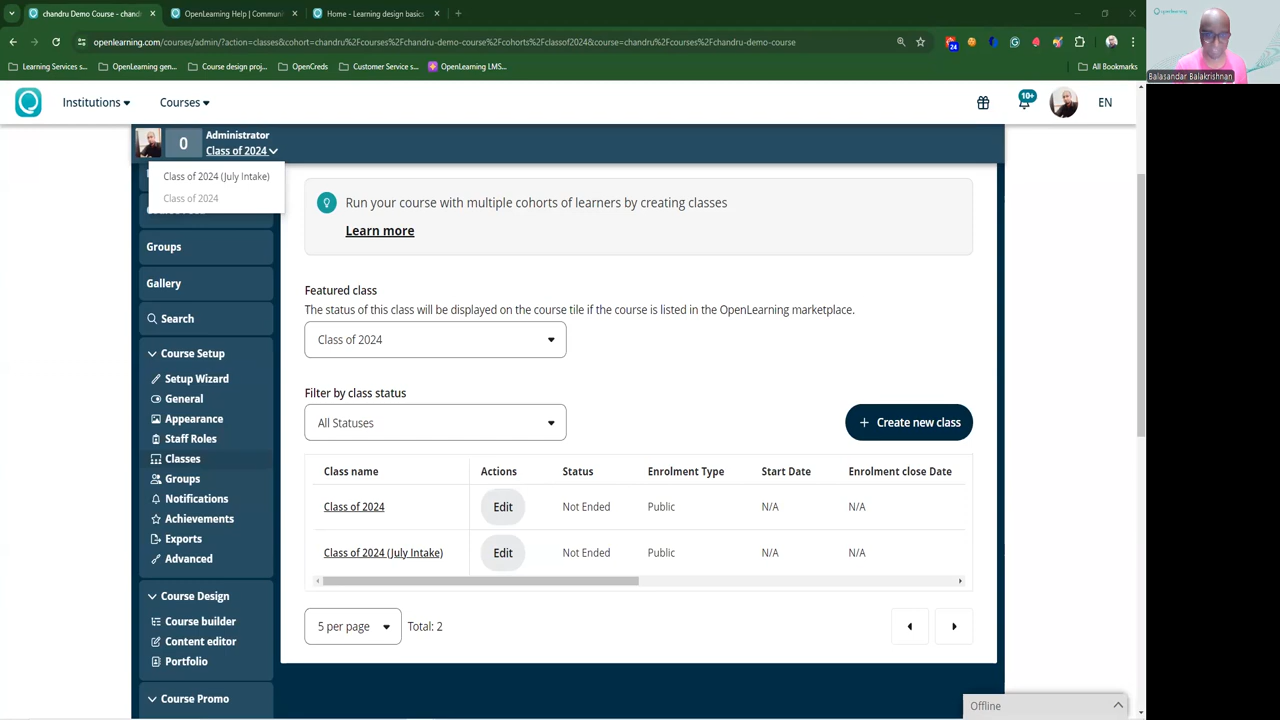 chandru Demo Course - chand
OpenLearning Help | Commun
Home - Learning design basics
openlearning.com/courses/admin/?action=classes&cohort=chandru%2Fcourses%2Fchandru-demo-course%2Fcohorts%2Fclassof2024&course=chandru%2Fcourses%2Fchandru-demo-course
24
Learning Services s...
OpenLearning gen...
Course design proj...
OpenCreds
Customer Service s...
OpenLearning LMS...
All Bookmarks
openlearning
Balasandar Balakrishnan
Institutions
Courses
10+
EN
0
Administrator
Class of 2024
Class of 2024 (July Intake)
Class of 2024
Groups
Gallery
Search
Course Setup
Setup Wizard
General
Appearance
Staff Roles
Classes
Groups
Notifications
Achievements
Exports
Advanced
Course Design
Course builder
Content editor
Portfolio
Course Promo
Run your course with multiple cohorts of learners by creating classes
Learn more
Featured class
The status of this class will be displayed on the course tile if the course is listed in the OpenLearning marketplace.
Class of 2024
Filter by class status
All Statuses
+ Create new class
Class name Actions Status Enrolment Type Start Date Enrolment close Date
Class of 2024 Edit Not Ended Public N/A N/A
Class of 2024 (July Intake) Edit Not Ended Public N/A N/A
5 per page Total: 2
Offline